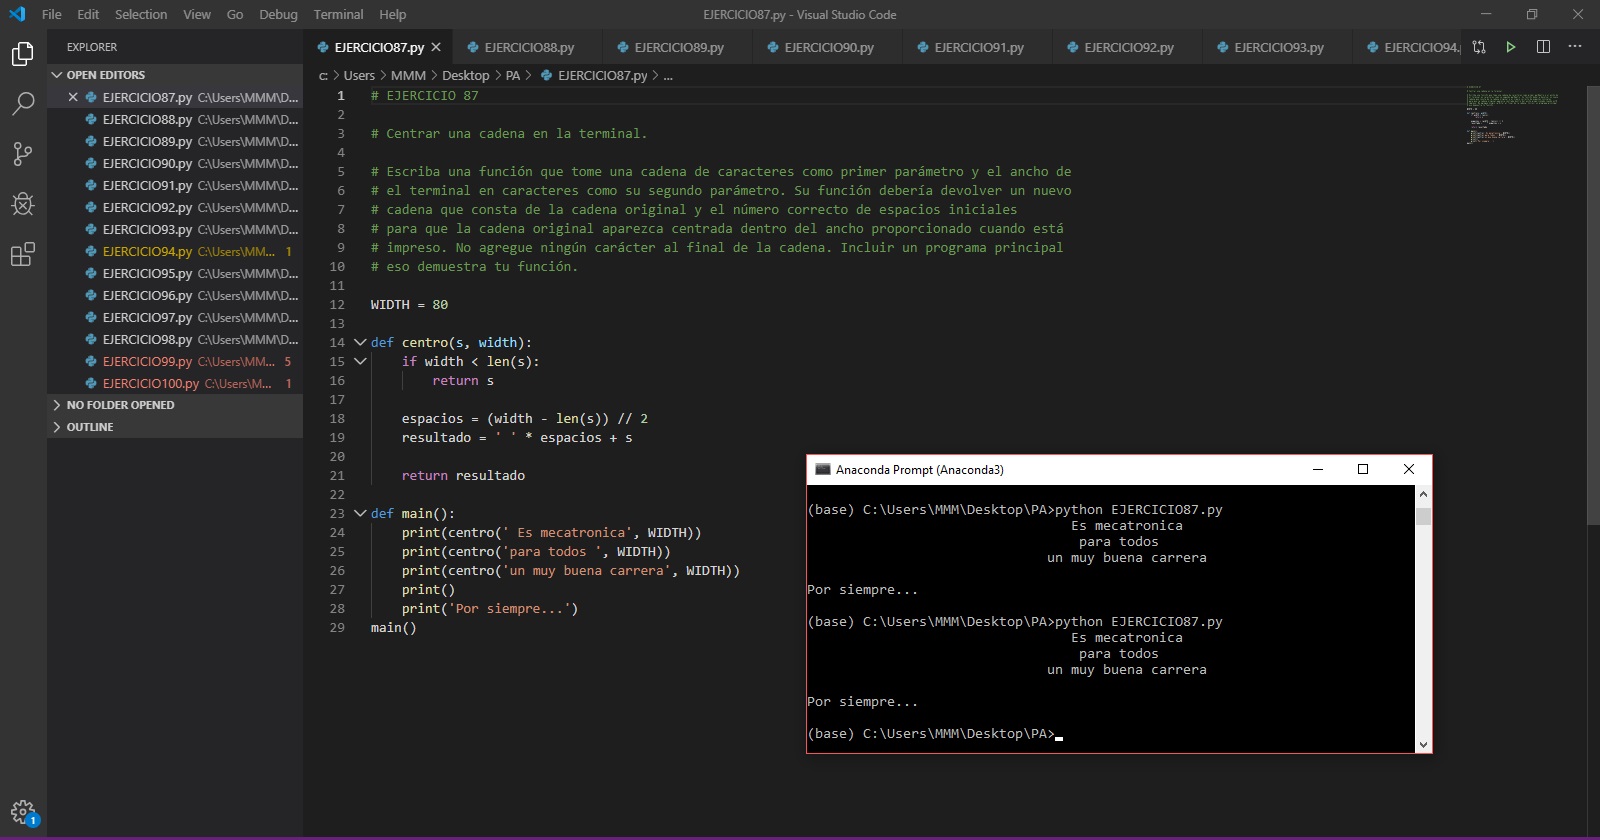 File Edit Selection View Go Debug Terminal Help
EJERCICIO87.py - Visual Studio Code
EXPLORER
OPEN EDITORS
EJERCICIO87.py C:\Users\MMM\D...
EJERCICIO88.py C:\Users\MMM\D...
EJERCICIO89.py C:\Users\MMM\D...
EJERCICIO90.py C:\Users\MMM\D...
EJERCICIO91.py C:\Users\MMM\D...
EJERCICIO92.py C:\Users\MMM\D...
EJERCICIO93.py C:\Users\MMM\D...
EJERCICIO94.py C:\Users\MM... 1
EJERCICIO95.py C:\Users\MMM\D...
EJERCICIO96.py C:\Users\MMM\D...
EJERCICIO97.py C:\Users\MMM\D...
EJERCICIO98.py C:\Users\MMM\D...
EJERCICIO99.py C:\Users\MM... 5
EJERCICIO100.py C:\Users\M... 1
NO FOLDER OPENED
OUTLINE
1
EJERCICIO87.py EJERCICIO88.py EJERCICIO89.py EJERCICIO90.py EJERCICIO91.py EJERCICIO92.py EJERCICIO93.py EJERCICIO94.
c: > Users > MMM > Desktop > PA > EJERCICIO87.py > ...
1 # EJERCICIO 87
2
3 # Centrar una cadena en la terminal.
4
5 # Escriba una función que tome una cadena de caracteres como primer parámetro y el ancho de
6 # el terminal en caracteres como su segundo parámetro. Su función debería devolver un nuevo
7 # cadena que consta de la cadena original y el número correcto de espacios iniciales
8 # para que la cadena original aparezca centrada dentro del ancho proporcionado cuando está
9 # impreso. No agregue ningún carácter al final de la cadena. Incluir un programa principal
10 # eso demuestra tu función.
11
12 WIDTH = 80
13
14 def centro(s, width):
15 if width < len(s):
16 return s
17
18 espacios = (width - len(s)) // 2
19 resultado = ' ' * espacios + s
20
21 return resultado
22
23 def main():
24 print(centro(' Es mecatronica', WIDTH))
25 print(centro('para todos ', WIDTH))
26 print(centro('un muy buena carrera', WIDTH))
27 print()
28 print('Por siempre...')
29 main()
Anaconda Prompt (Anaconda3)
(base) C:\Users\MMM\Desktop\PA>python EJERCICIO87.py
Es mecatronica
para todos
un muy buena carrera
Por siempre...
(base) C:\Users\MMM\Desktop\PA>python EJERCICIO87.py
Es mecatronica
para todos
un muy buena carrera
Por siempre...
(base) C:\Users\MMM\Desktop\PA>